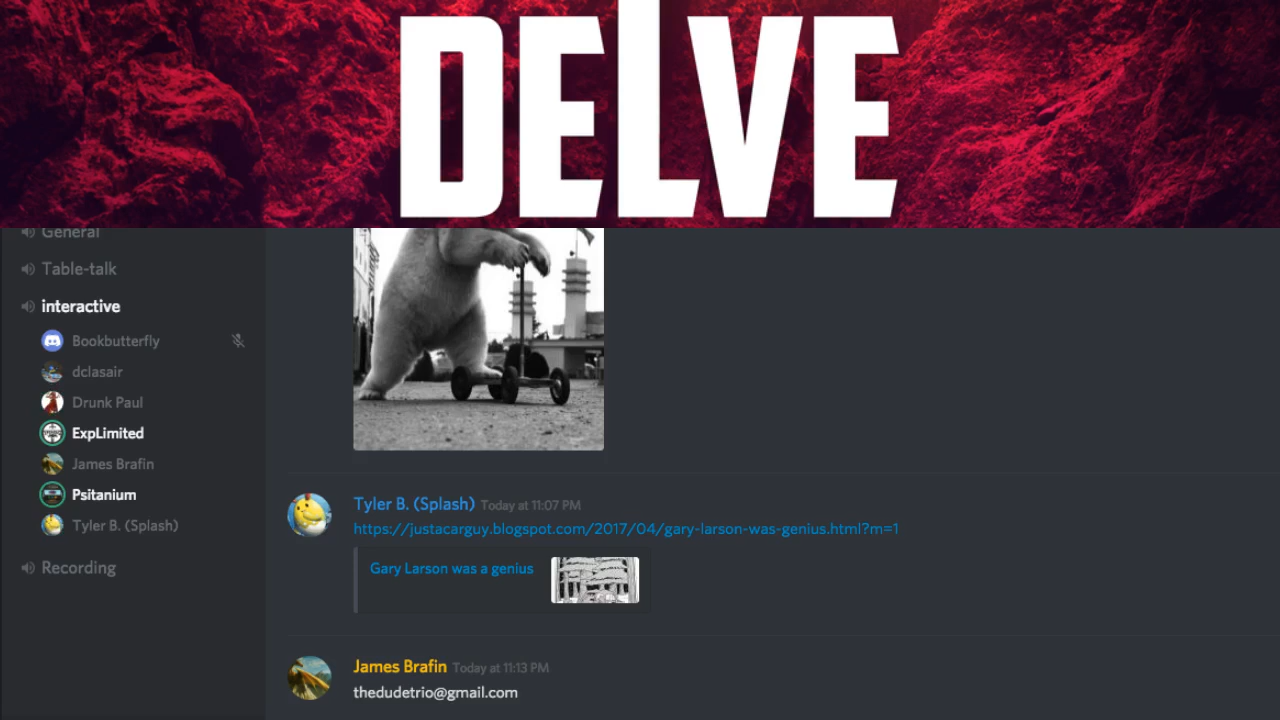 DELVE
General
Table-talk
interactive
Bookbutterfly
dclasair
Drunk Paul
ExpLimited
James Brafin
Psitanium
Tyler B. (Splash)
Recording
Tyler B. (Splash) Today at 11:07 PM
https://justacarguy.blogspot.com/2017/04/gary-larson-was-genius.html?m=1
Gary Larson was a genius
James Brafin Today at 11:13 PM
thedudetrio@gmail.com